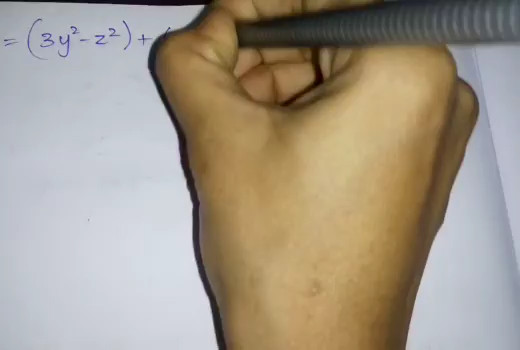 = (3y² - z²) + (